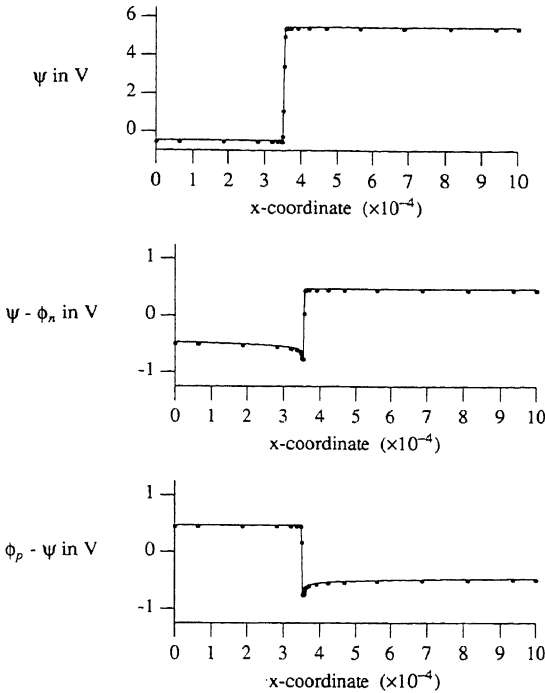 6
4
2
0
ψ in V
0 1 2 3 4 5 6 7 8 9 10
x-coordinate (×10⁻⁴)
1
0
-1
ψ - ϕₙ in V
0 1 2 3 4 5 6 7 8 9 10
x-coordinate (×10⁻⁴)
1
0
-1
ϕₚ - ψ in V
0 1 2 3 4 5 6 7 8 9 10
x-coordinate (×10⁻⁴)